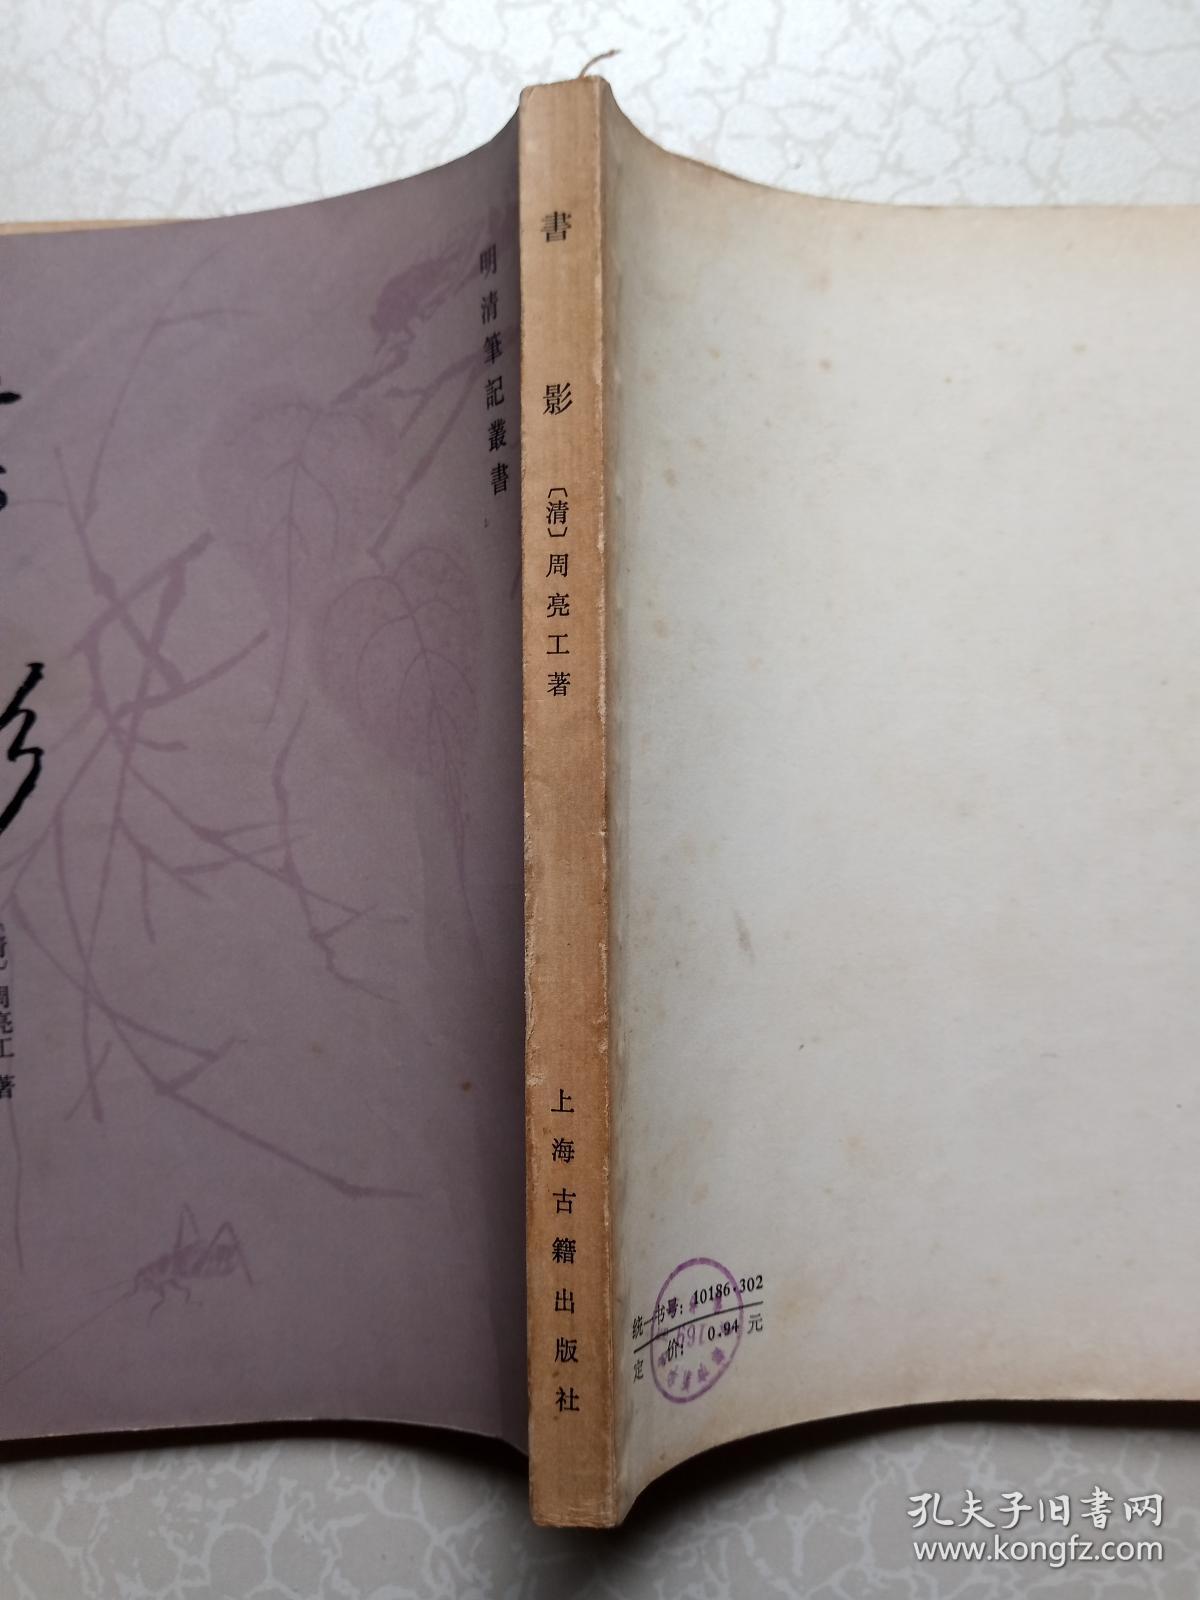 明清筆記叢書
周亮工 著
書影
〔清〕周亮工著
上海古籍出版社
统一书号：10186·302
定 价：0.94 元
孔夫子旧书网
www.kongfz.com